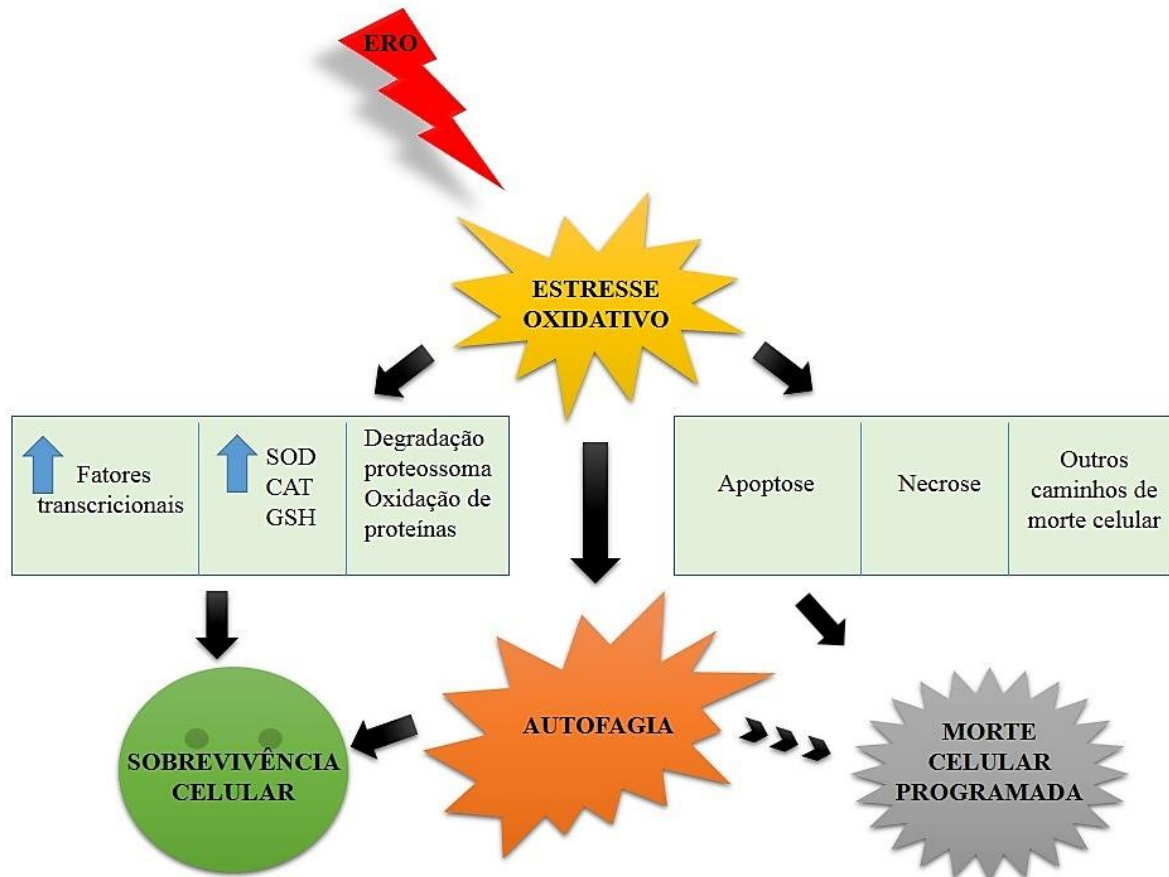 ERO
ESTRESSE
OXIDATIVO
Fatores
transcricionais
SOD
CAT
GSH
Degradação
proteossoma
Oxidação de
proteínas
Apoptose
Necrose
Outros
caminhos de
morte celular
SOBREVIVÊNCIA
CELULAR
AUTOFAGIA
MORTE
CELULAR
PROGRAMADA